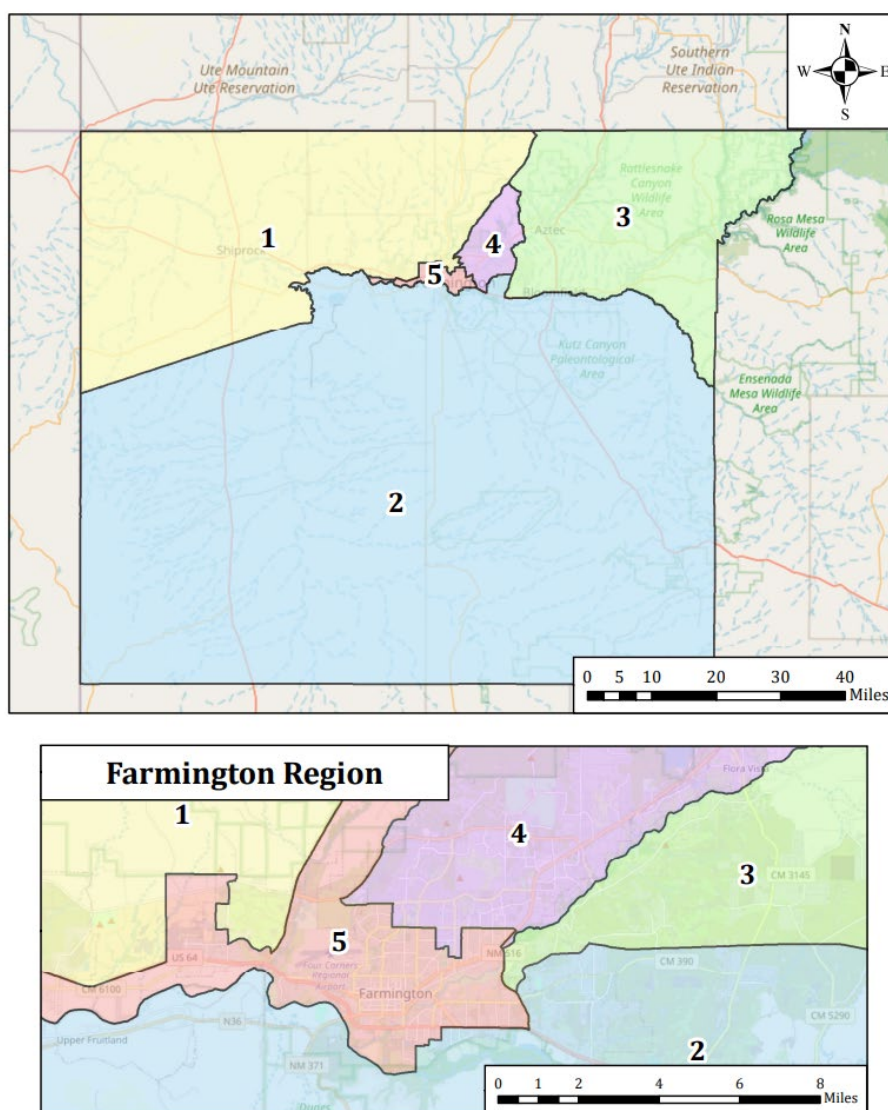 N
W E
S
Ute Mountain
Ute Reservation
Southern
Ute Indian
Reservation
Rattlesnake
Canyon
Wildlife
Area
1
3
4
Aztec
Shiprock
Rosa Mesa
Wildlife
Area
5
Bloomfield
Kutz Canyon
Paleontological
Area
Ensenada
Mesa Wildlife
Area
2
0 5 10 20 30 40
Miles
Farmington Region
Flora Vista
1
4
CM 3145
3
5
NM 516
US 64
Four Corners
Regional
Airport
CM 390
CM 6100
Farmington
N36
CM 5290
Upper Fruitland
NM 371
2
0 1 2 4 6 8
Miles
Dunes